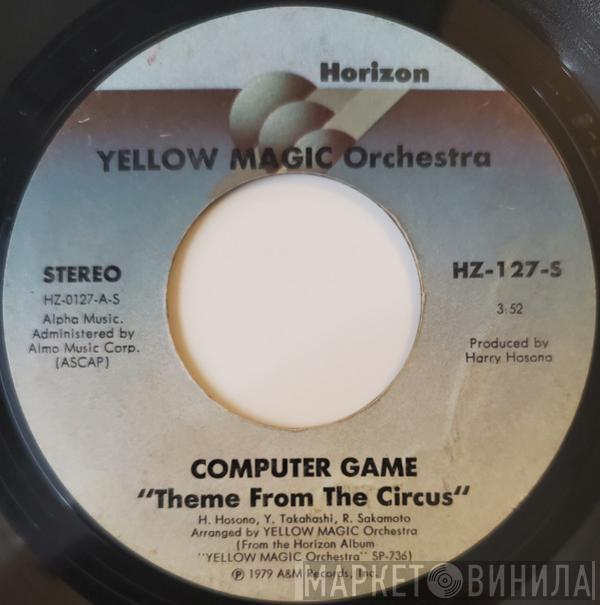 Horizon
YELLOW MAGIC Orchestra
STEREO
HZ-0127-A-S
Alpha Music.
Administered by
Almo Music Corp.
(ASCAP)
HZ-127-S
3:52
Produced by
Harry Hosono
COMPUTER GAME
"Theme From The Circus"
H. Hosono, Y. Takahashi, R. Sakamoto
Arranged by YELLOW MAGIC Orchestra
(From the Horizon Album
"YELLOW MAGIC Orchestra" SP-736)
℗ 1979 A&M Records, Inc.
МАРКЕТ ВИНИЛА